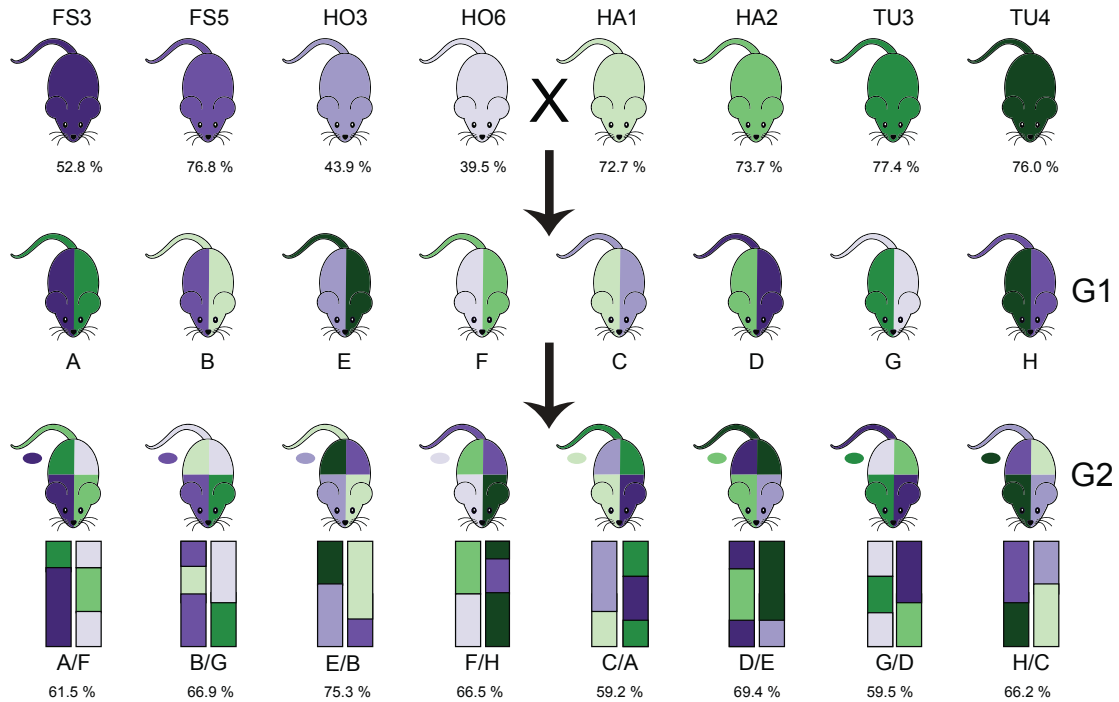 FS3 FS5 HO3 HO6 HA1 HA2 TU3 TU4
X
52.8 % 76.8 % 43.9 % 39.5 % 72.7 % 73.7 % 77.4 % 76.0 %
G1
A B E F C D G H
G2
A/F B/G E/B F/H C/A D/E G/D H/C
61.5 % 66.9 % 75.3 % 66.5 % 59.2 % 69.4 % 59.5 % 66.2 %